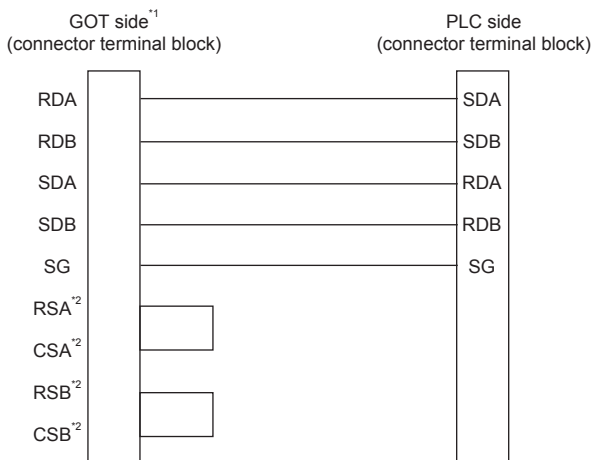 GOT side*1
(connector terminal block)
PLC side
(connector terminal block)
RDA SDA
RDB SDB
SDA RDA
SDB RDB
SG SG
RSA*2
CSA*2
RSB*2
CSB*2